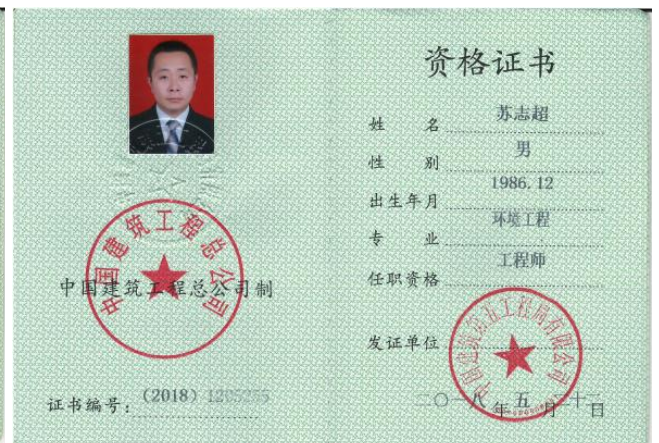 中国建筑工程总公司
中国建筑工程总公司制
证书编号：(2018) 1205255
资格证书
姓 名 苏志超
性 别 男
出生年月 1986.12
专 业 环境工程
任职资格 工程师
发证单位
二〇一八年五月二十二日